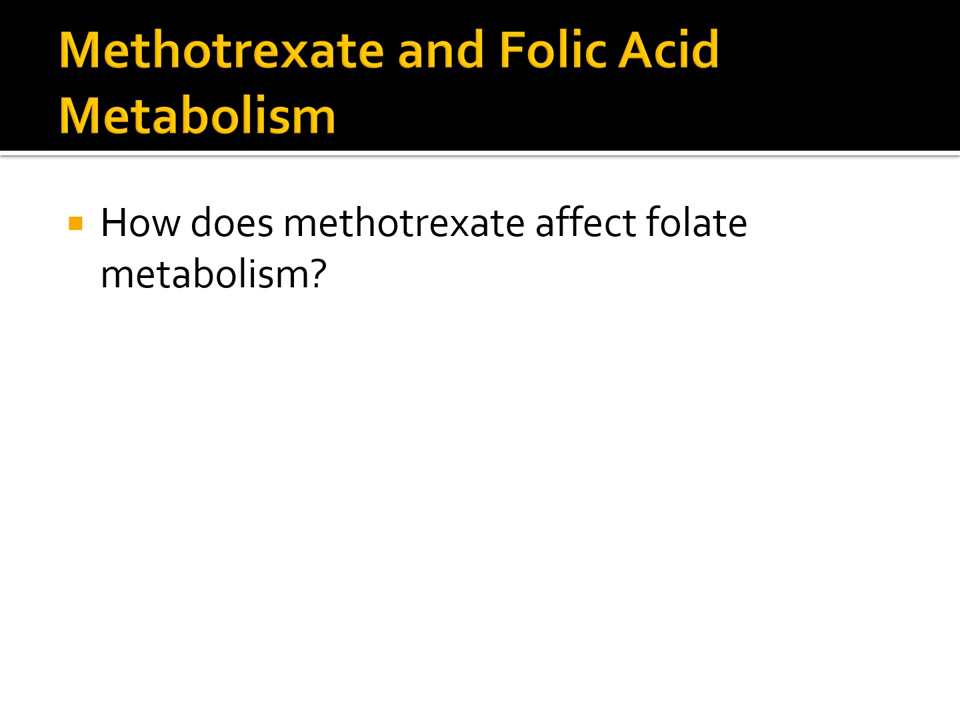 Methotrexate and Folic Acid
Metabolism
How does methotrexate affect folate
metabolism?